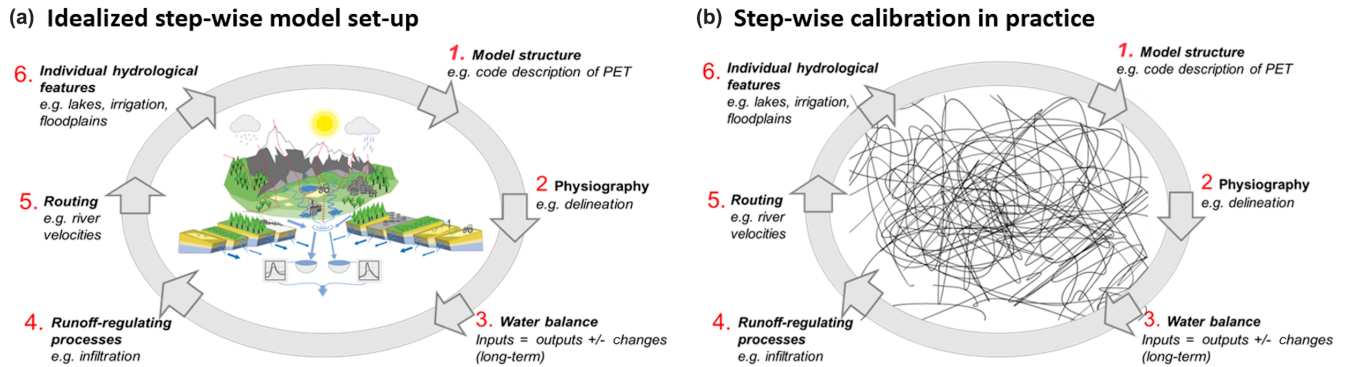 (a) Idealized step-wise model set-up
1. Model structure
e.g. code description of PET
2 Physiography
e.g. delineation
3. Water balance
Inputs = outputs +/- changes
(long-term)
4. Runoff-regulating
processes
e.g. infiltration
5. Routing
e.g. river
velocities
6. Individual hydrological
features
e.g. lakes, irrigation,
floodplains
(b) Step-wise calibration in practice
1. Model structure
e.g. code description of PET
2 Physiography
e.g. delineation
3. Water balance
Inputs = outputs +/- changes
(long-term)
4. Runoff-regulating
processes
e.g. infiltration
5. Routing
e.g. river
velocities
6. Individual hydrological
features
e.g. lakes, irrigation,
floodplains